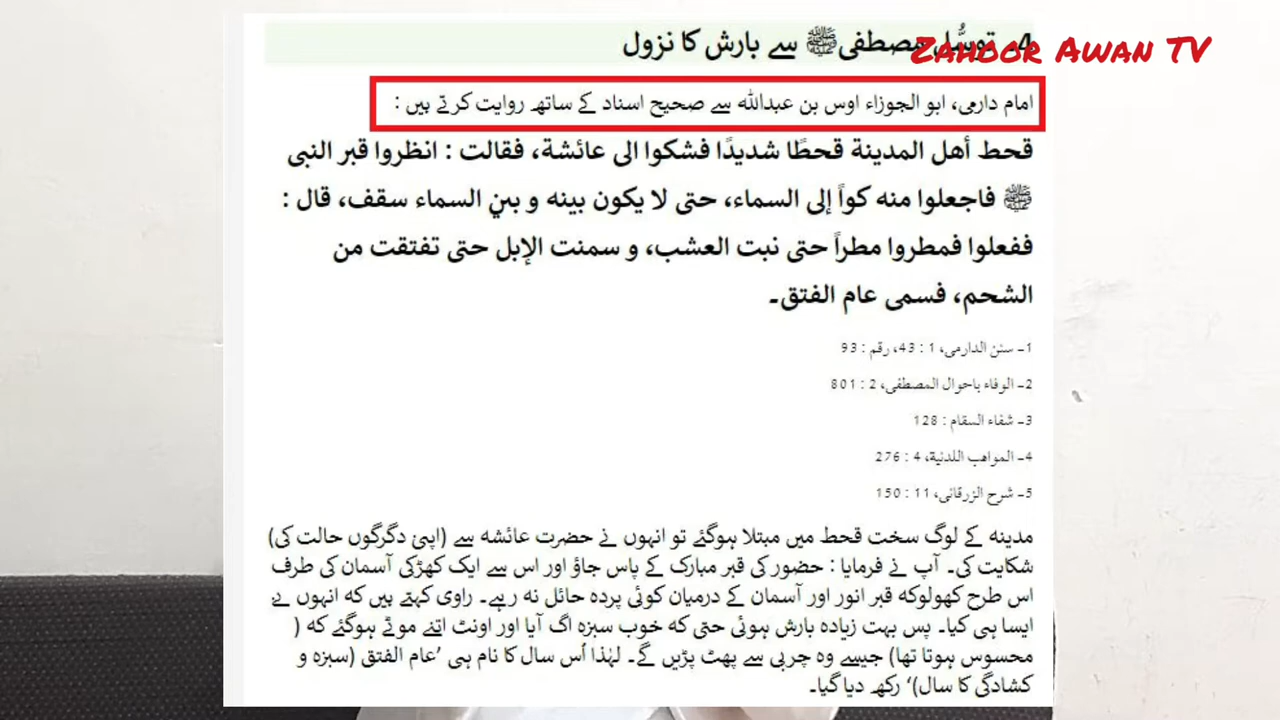 4۔ توسُّلِ مصطفیٰ ﷺ سے بارش کا نزول
Zahoor Awan TV
امام دارمی، ابو الجوزاء اوس بن عبداللہ سے صحیح اسناد کے ساتھ روایت کرتے ہیں :
قحط أهل المدينة قحطًا شديدًا فشكوا الی عائشة، فقالت : انظروا قبر النبی
ﷺ فاجعلوا منه كواً إلی السماء، حتی لا يكون بينه و بين السماء سقف، قال :
ففعلوا فمطروا مطراً حتی نبت العشب، و سمنت الإبل حتی تفتقت من
الشحم، فسمی عام الفتق۔
1۔ سنن الدارمی، 1 : 43، رقم : 93
2۔ الوفاء باحوال المصطفی، 2 : 801
3۔ شفاء السقام : 128
4۔ المواهب اللدنية، 4 : 276
5۔ شرح الزرقانی، 11 : 150
مدینہ کے لوگ سخت قحط میں مبتلا ہوگئے تو انہوں نے حضرت عائشہ سے (اپنی دگرگوں حالت کی)
شکایت کی۔ آپ نے فرمایا : حضور کی قبر مبارک کے پاس جاؤ اور اس سے ایک کھڑکی آسمان کی طرف
اس طرح کھولو کہ قبر انور اور آسمان کے درمیان کوئی پردہ حائل نہ رہے۔ راوی کہتے ہیں کہ انہوں نے
ایسا ہی کیا۔ پس بہت زیادہ بارش ہوئی حتی کہ خوب سبزہ اگ آیا اور اونٹ اتنے موٹے ہوگئے کہ (
محسوس ہوتا تھا) جیسے وہ چربی سے پھٹ پڑیں گے۔ لہٰذا اُس سال کا نام ہی ’عام الفتق (سبزہ و
کشادگی کا سال)‘ رکھ دیا گیا۔